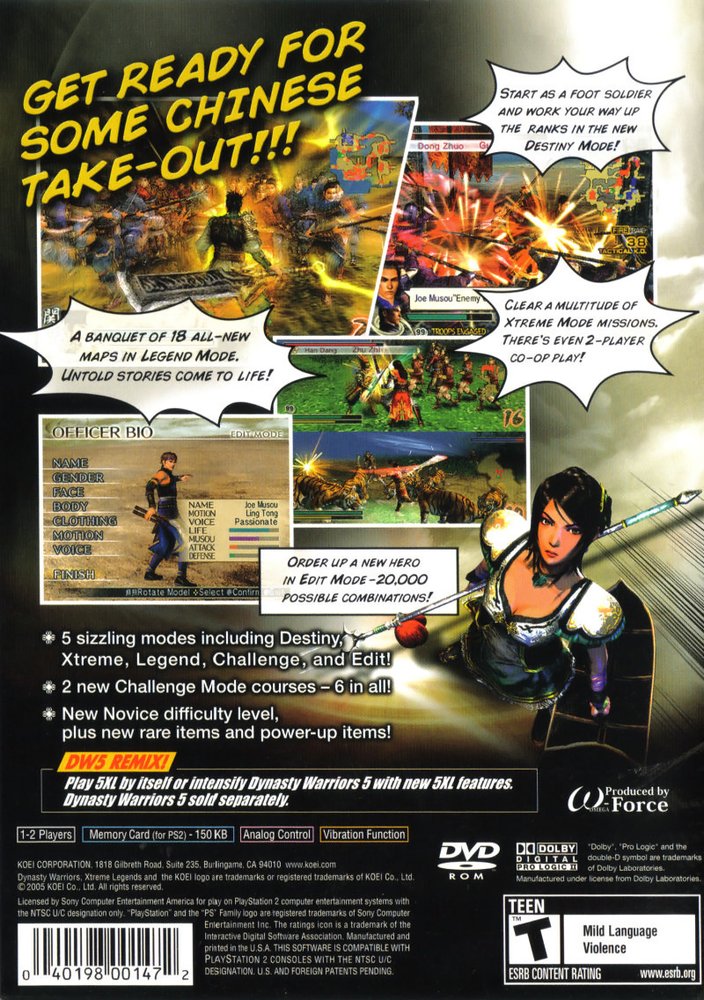 GET READY FOR
SOME CHINESE
TAKE-OUT!!!
START AS A FOOT SOLDIER
AND WORK YOUR WAY UP
THE RANKS IN THE NEW
DESTINY MODE!
Dong Zhuo
38
TACTICAL K.O.
Joe Musou"Enemy
99 TROOPS ENGAGED
CLEAR A MULTITUDE OF
XTREME MODE MISSIONS.
THERE'S EVEN 2-PLAYER
CO-OP PLAY!
A BANQUET OF 18 ALL-NEW
MAPS IN LEGEND MODE.
UNTOLD STORIES COME TO LIFE!
Han Dang Zhu Zhi
99
16
OFFICER BIO EDIT MODE
NAME
GENDER
FACE
BODY
CLOTHING
MOTION
VOICE
FINISH
NAME Joe Musou
MOTION Ling Tong
VOICE Passionate
LIFE
MUSOU
ATTACK
DEFENSE
Rotate Model Select Confirm
ORDER UP A NEW HERO
IN EDIT MODE -20,000
POSSIBLE COMBINATIONS!
5 sizzling modes including Destiny,
Xtreme, Legend, Challenge, and Edit!
2 new Challenge Mode courses – 6 in all!
New Novice difficulty level,
plus new rare items and power-up items!
DW5 REMIX!
Play 5XL by itself or intensify Dynasty Warriors 5 with new 5XL features.
Dynasty Warriors 5 sold separately.
Produced by
ω-Force
OMEGA
1-2 Players Memory Card (for PS2) - 150 KB Analog Control Vibration Function
KOEI CORPORATION, 1818 Gilbreth Road, Suite 235, Burlingame, CA 94010 www.koei.com
Dynasty Warriors, Xtreme Legends and the KOEI logo are trademarks or registered trademarks of KOEI Co., Ltd.
© 2005 KOEI Co., Ltd. All rights reserved.
Licensed by Sony Computer Entertainment America for play on PlayStation 2 computer entertainment systems with
the NTSC U/C designation only. "PlayStation" and the "PS" Family logo are registered trademarks of Sony Computer
Entertainment Inc. The ratings icon is a trademark of the
Interactive Digital Software Association. Manufactured and
printed in the U.S.A. THIS SOFTWARE IS COMPATIBLE WITH
PLAYSTATION 2 CONSOLES WITH THE NTSC U/C
DESIGNATION. U.S. AND FOREIGN PATENTS PENDING.
0 40198 00147 2
DVD
ROM
DOLBY
DIGITAL
PRO LOGIC II
"Dolby", "Pro Logic" and the
double-D symbol are trademarks
of Dolby Laboratories.
Manufactured under license from Dolby Laboratories.
TEEN
T
TM
Mild Language
Violence
ESRB CONTENT RATING www.esrb.org